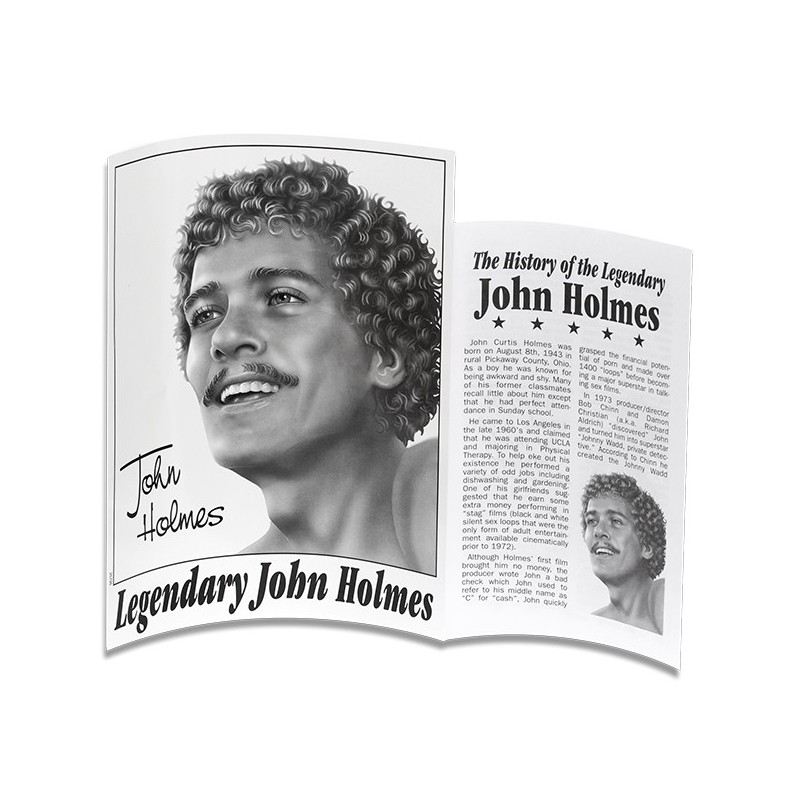 John
Holmes
Legendary John Holmes
The History of the Legendary
John Holmes
John Curtis Holmes was
born on August 8th, 1943 in
rural Pickaway County, Ohio.
As a boy he was known for
being awkward and shy. Many
of his former classmates
recall little about him except
that he had perfect atten-
dance in Sunday school.
He came to Los Angeles in
the late 1960's and claimed
that he was attending UCLA
and majoring in Physical
Therapy. To help eke out his
existence he performed a
variety of odd jobs including
dishwashing and gardening.
One of his girlfriends sug-
gested that he earn some
extra money performing in
"stag" films (black and white
silent sex loops that were the
only form of adult entertain-
ment available cinematically
prior to 1972).
Although Holmes' first film
brought him no money, the
producer wrote John a bad
check which John used to
refer to his middle name as
"C" for "cash", John quickly
grasped the financial poten-
tial of porn and made over
1400 "loops" before becom-
ing a major superstar in talk-
ing sex films.
In 1973 producer/director
Bob Chinn and Damon
Christian (a.k.a. Richard
Aldrich) "discovered" John
and turned him into superstar
"Johnny Wadd, private detec-
tive." According to Chinn he
created the Johnny Wadd